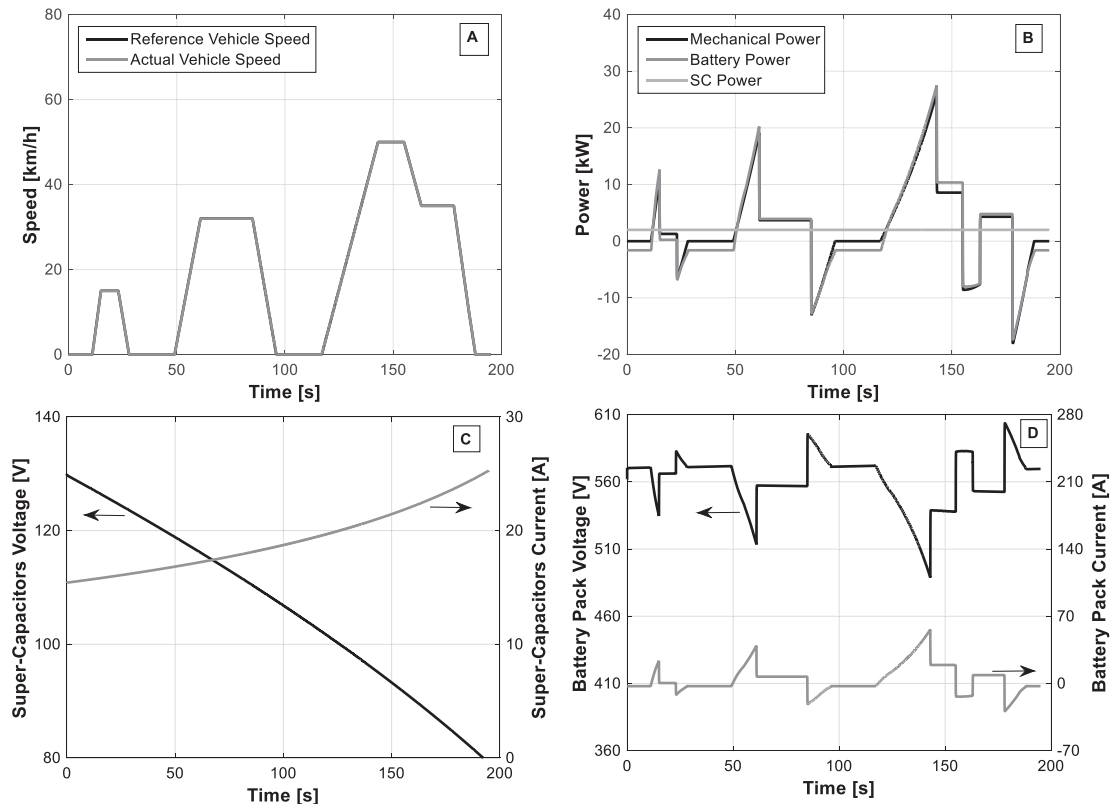 80
60
40
20
0
Speed [km/h]
Reference Vehicle Speed
Actual Vehicle Speed
A
0
50
100
150
200
Time [s]
40
30
20
10
0
-10
-20
Power [kW]
Mechanical Power
Battery Power
SC Power
B
0
50
100
150
200
Time [s]
140
120
100
80
Super-Capacitors Voltage [V]
C
30
20
10
0
Super-Capacitors Current [A]
0
50
100
150
200
Time [s]
610
560
510
460
410
360
Battery Pack Voltage [V]
D
280
210
140
70
0
-70
Battery Pack Current [A]
0
50
100
150
200
Time [s]